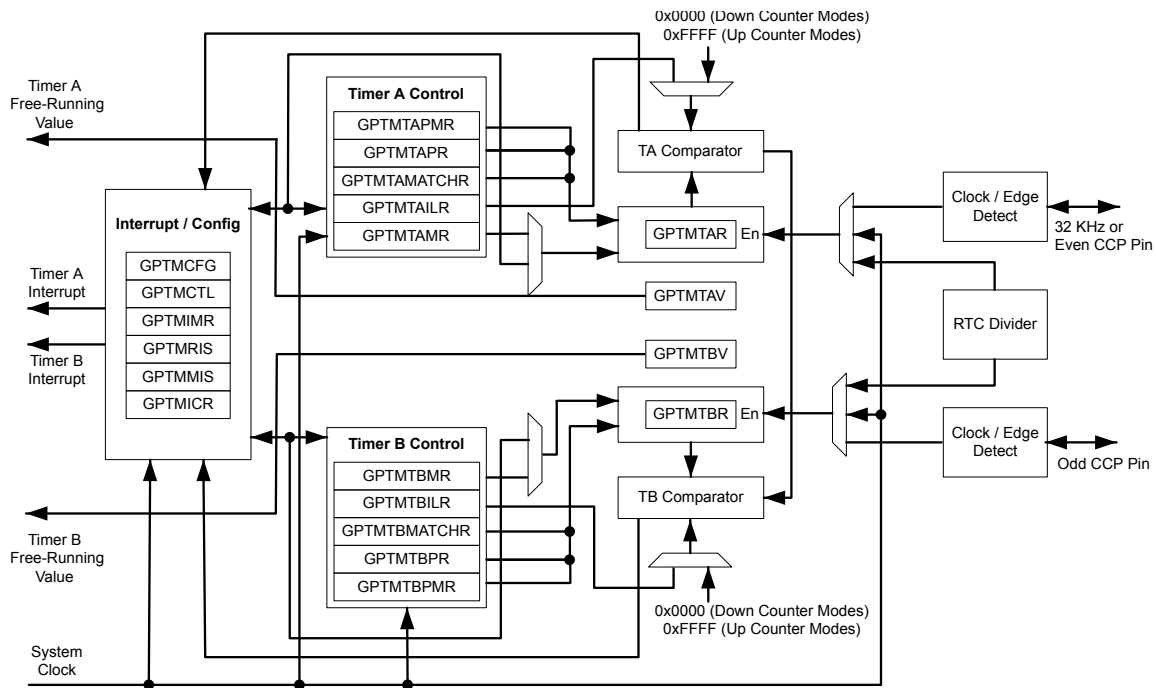 0x0000 (Down Counter Modes)
0xFFFF (Up Counter Modes)
Timer A
Free-Running
Value
Timer A Control
GPTMTAPMR
GPTMTAPR
GPTMTAMATCHR
GPTMTAILR
GPTMTAMR
TA Comparator
GPTMTAR
En
Clock / Edge
Detect
32 KHz or
Even CCP Pin
Interrupt / Config
GPTMCFG
GPTMCTL
GPTMIMR
GPTMRIS
GPTMMIS
GPTMICR
Timer A
Interrupt
Timer B
Interrupt
GPTMTAV
RTC Divider
GPTMTBV
GPTMTBR
En
Timer B Control
GPTMTBMR
GPTMTBILR
GPTMTBMATCHR
GPTMTBPR
GPTMTBPMR
TB Comparator
Clock / Edge
Detect
Odd CCP Pin
Timer B
Free-Running
Value
0x0000 (Down Counter Modes)
0xFFFF (Up Counter Modes)
System
Clock